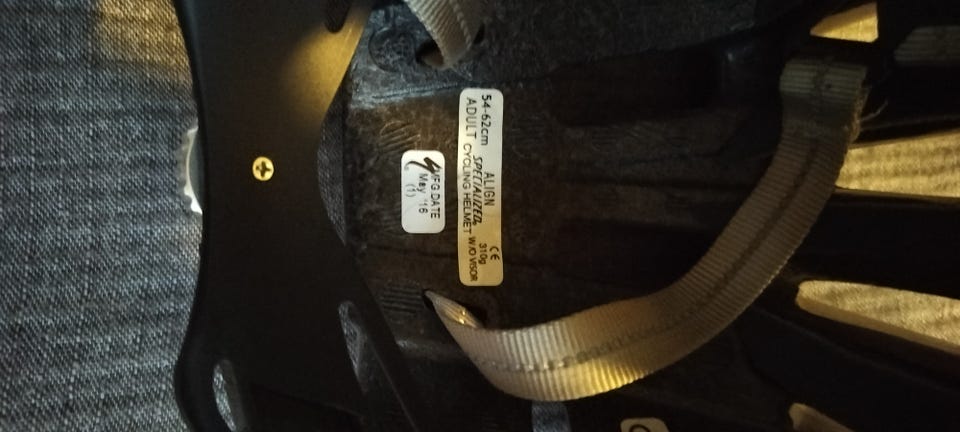 54-62cm ALIGN CE
SPECIALIZED 310g
ADULT CYCLING HELMET W/O VISOR
MFG DATE
May '16
(1)